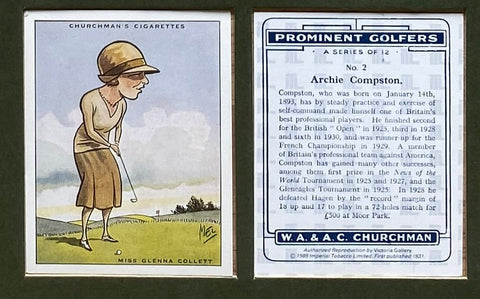 CHURCHMAN'S CIGARETTES
MEL
MISS GLENNA COLLETT
PROMINENT GOLFERS
A SERIES OF 12
No. 2
Archie Compston.
Compston, who was born on January 14th,
1893, has by steady practice and exercise of
self-command made himself one of Britain's
best professional players. He finished second
for the British "Open" in 1925, third in 1928
and sixth in 1930, and was runner-up for the
French Championship in 1929. A member
of Britain's professional team against America,
Compston has gained many other successes,
among them first prize in the News of the
World Tournament in 1925 and 1927, and the
Gleneagles Tournament in 1925. In 1928 he
defeated Hagen by the "record" margin of
18 up and 17 to play in a 72-holes match for
£500 at Moor Park.
W. A. & A. C. CHURCHMAN
Authorized Reproduction by Victoria Gallery
© 1989 Imperial Tobacco Limited. First published 1931.